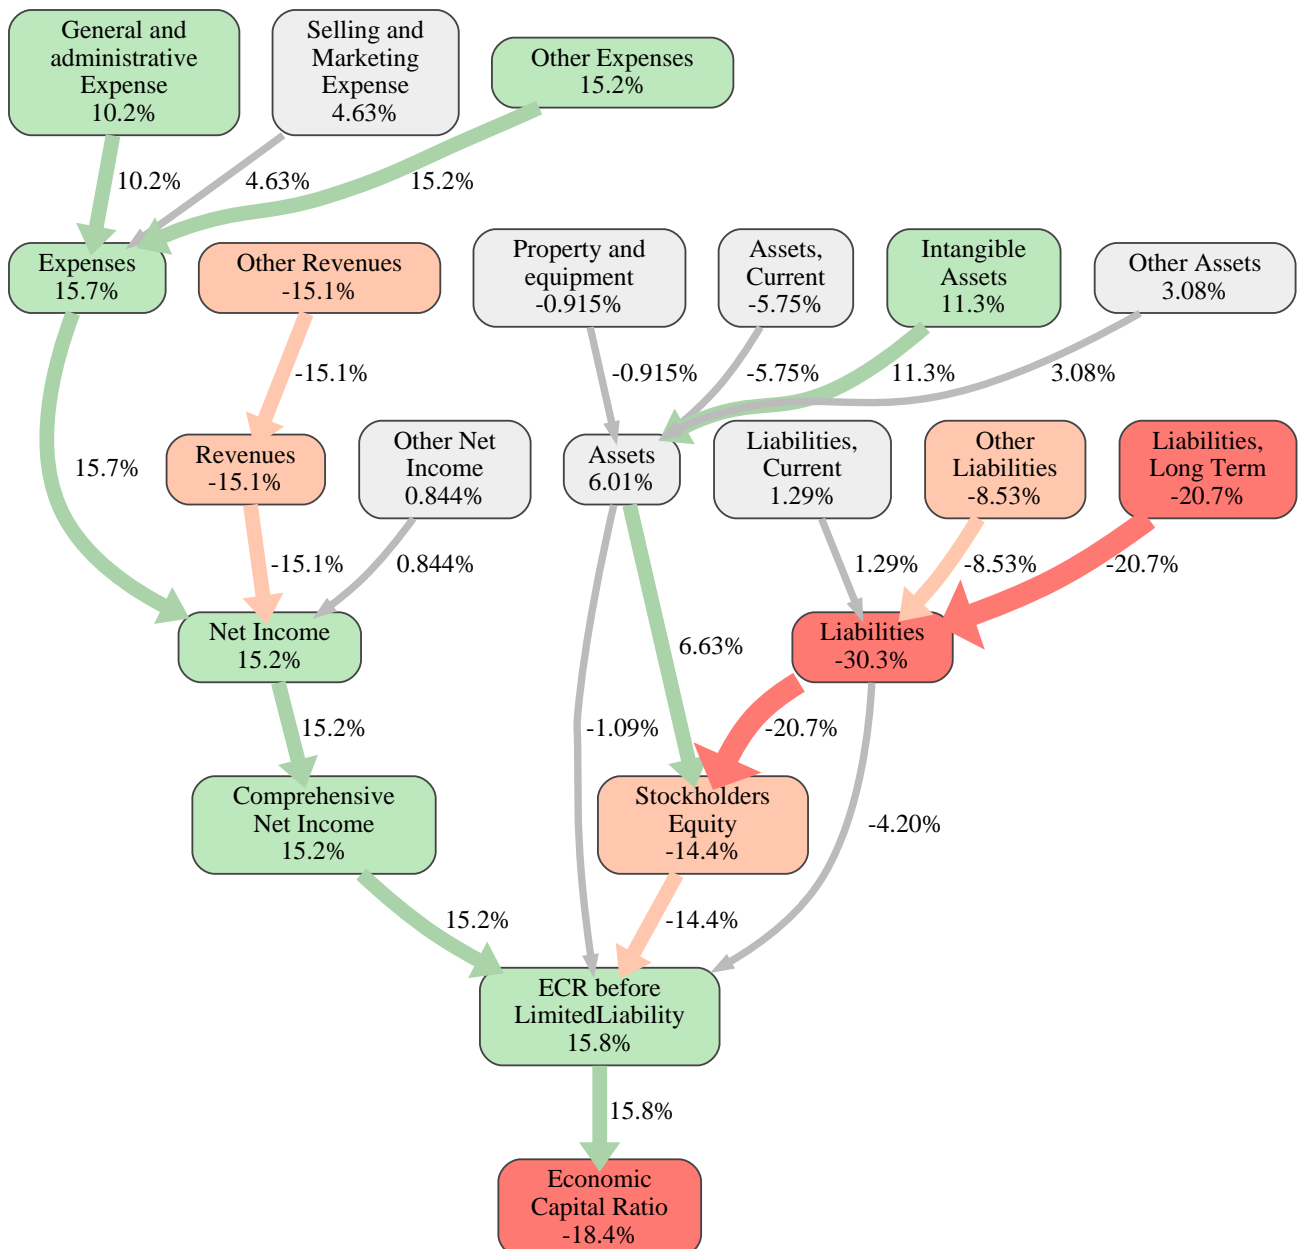 General and
administrative
Expense
10.2%
Selling and
Marketing
Expense
4.63%
Other Expenses
15.2%
10.2%
4.63%
15.2%
Expenses
15.7%
Other Revenues
-15.1%
Property and
equipment
-0.915%
Assets,
Current
-5.75%
Intangible
Assets
11.3%
Other Assets
3.08%
-15.1%
-0.915%
-5.75%
11.3%
3.08%
15.7%
Revenues
-15.1%
Other Net
Income
0.844%
Assets
6.01%
Liabilities,
Current
1.29%
Other
Liabilities
-8.53%
Liabilities,
Long Term
-20.7%
-15.1%
0.844%
1.29%
-8.53%
-20.7%
Net Income
15.2%
6.63%
Liabilities
-30.3%
15.2%
-1.09%
-20.7%
Comprehensive
Net Income
15.2%
Stockholders
Equity
-14.4%
-4.20%
15.2%
-14.4%
ECR before
LimitedLiability
15.8%
15.8%
Economic
Capital Ratio
-18.4%